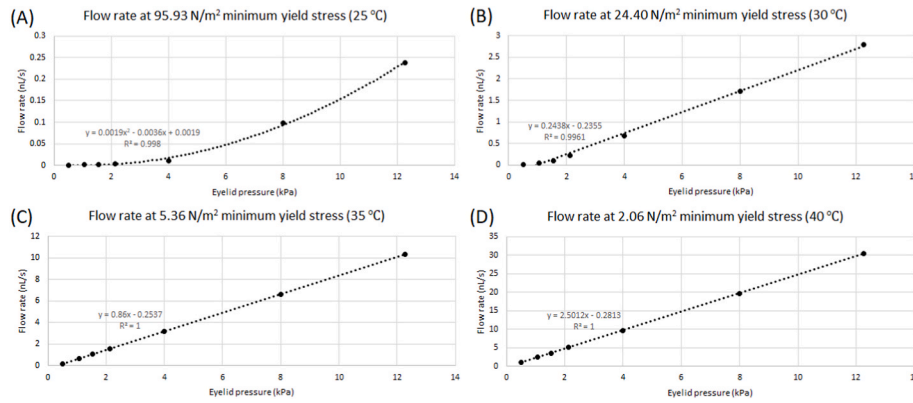 (A)
Flow rate at 95.93 N/m² minimum yield stress (25 °C)
0.3
0.25
0.2
0.15
0.1
0.05
0
Flow rate (nL/s)
y = 0.0019x² - 0.0036x + 0.0019
R² = 0.998
0 2 4 6 8 10 12 14
Eyelid pressure (kPa)
(B)
Flow rate at 24.40 N/m² minimum yield stress (30 °C)
3
2.5
2
1.5
1
0.5
0
Flow rate (nL/s)
y = 0.2438x - 0.2355
R² = 0.9961
0 2 4 6 8 10 12 14
Eyelid pressure (kPa)
(C)
Flow rate at 5.36 N/m² minimum yield stress (35 °C)
12
10
8
6
4
2
0
Flow rate (nL/s)
y = 0.86x - 0.2537
R² = 1
0 2 4 6 8 10 12 14
Eyelid pressure (kPa)
(D)
Flow rate at 2.06 N/m² minimum yield stress (40 °C)
35
30
25
20
15
10
5
0
Flow rate (nL/s)
y = 2.5012x - 0.2813
R² = 1
0 2 4 6 8 10 12 14
Eyelid pressure (kPa)